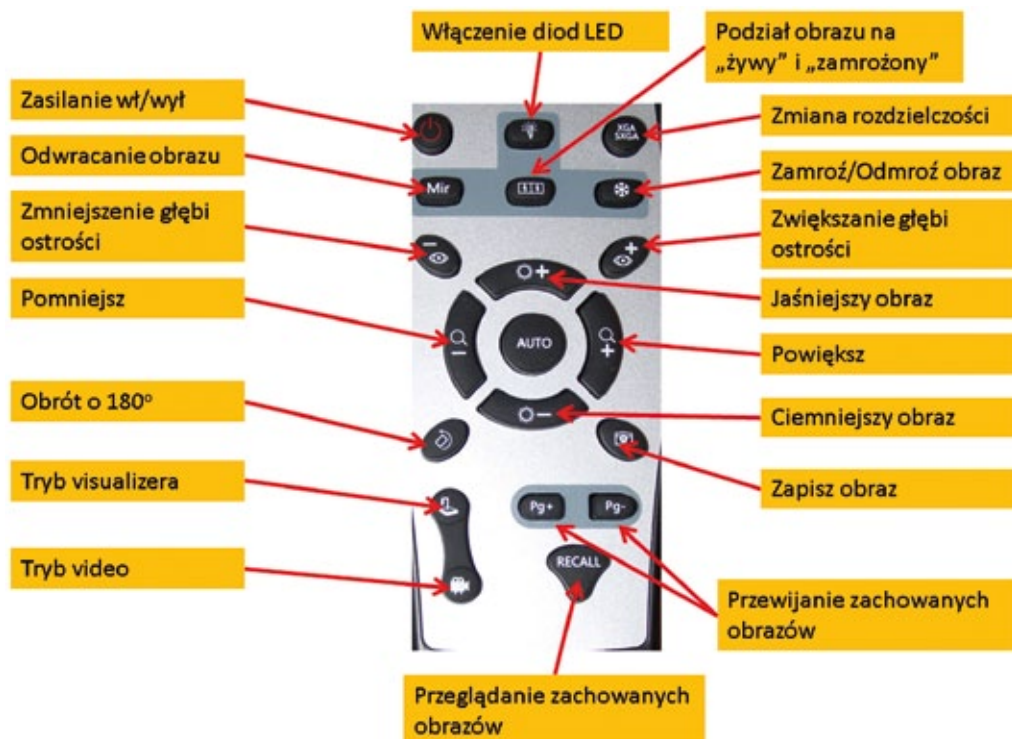 Włączenie diod LED
Podział obrazu na
„żywy” i „zamrożony”
Zasilanie wł/wył
Zmiana rozdzielczości
Odwracanie obrazu
Zamroź/Odmroź obraz
Zmniejszenie głębi
ostrości
Zwiększanie głębi
ostrości
Pomniejsz
Jaśniejszy obraz
Powiększ
Obrót o 180°
Ciemniejszy obraz
Tryb visualizera
Zapisz obraz
Tryb video
Przewijanie zachowanych
obrazów
Przeglądanie zachowanych
obrazów
XGA
SXGA
Mir
AUTO
Pg+
Pg-
RECALL